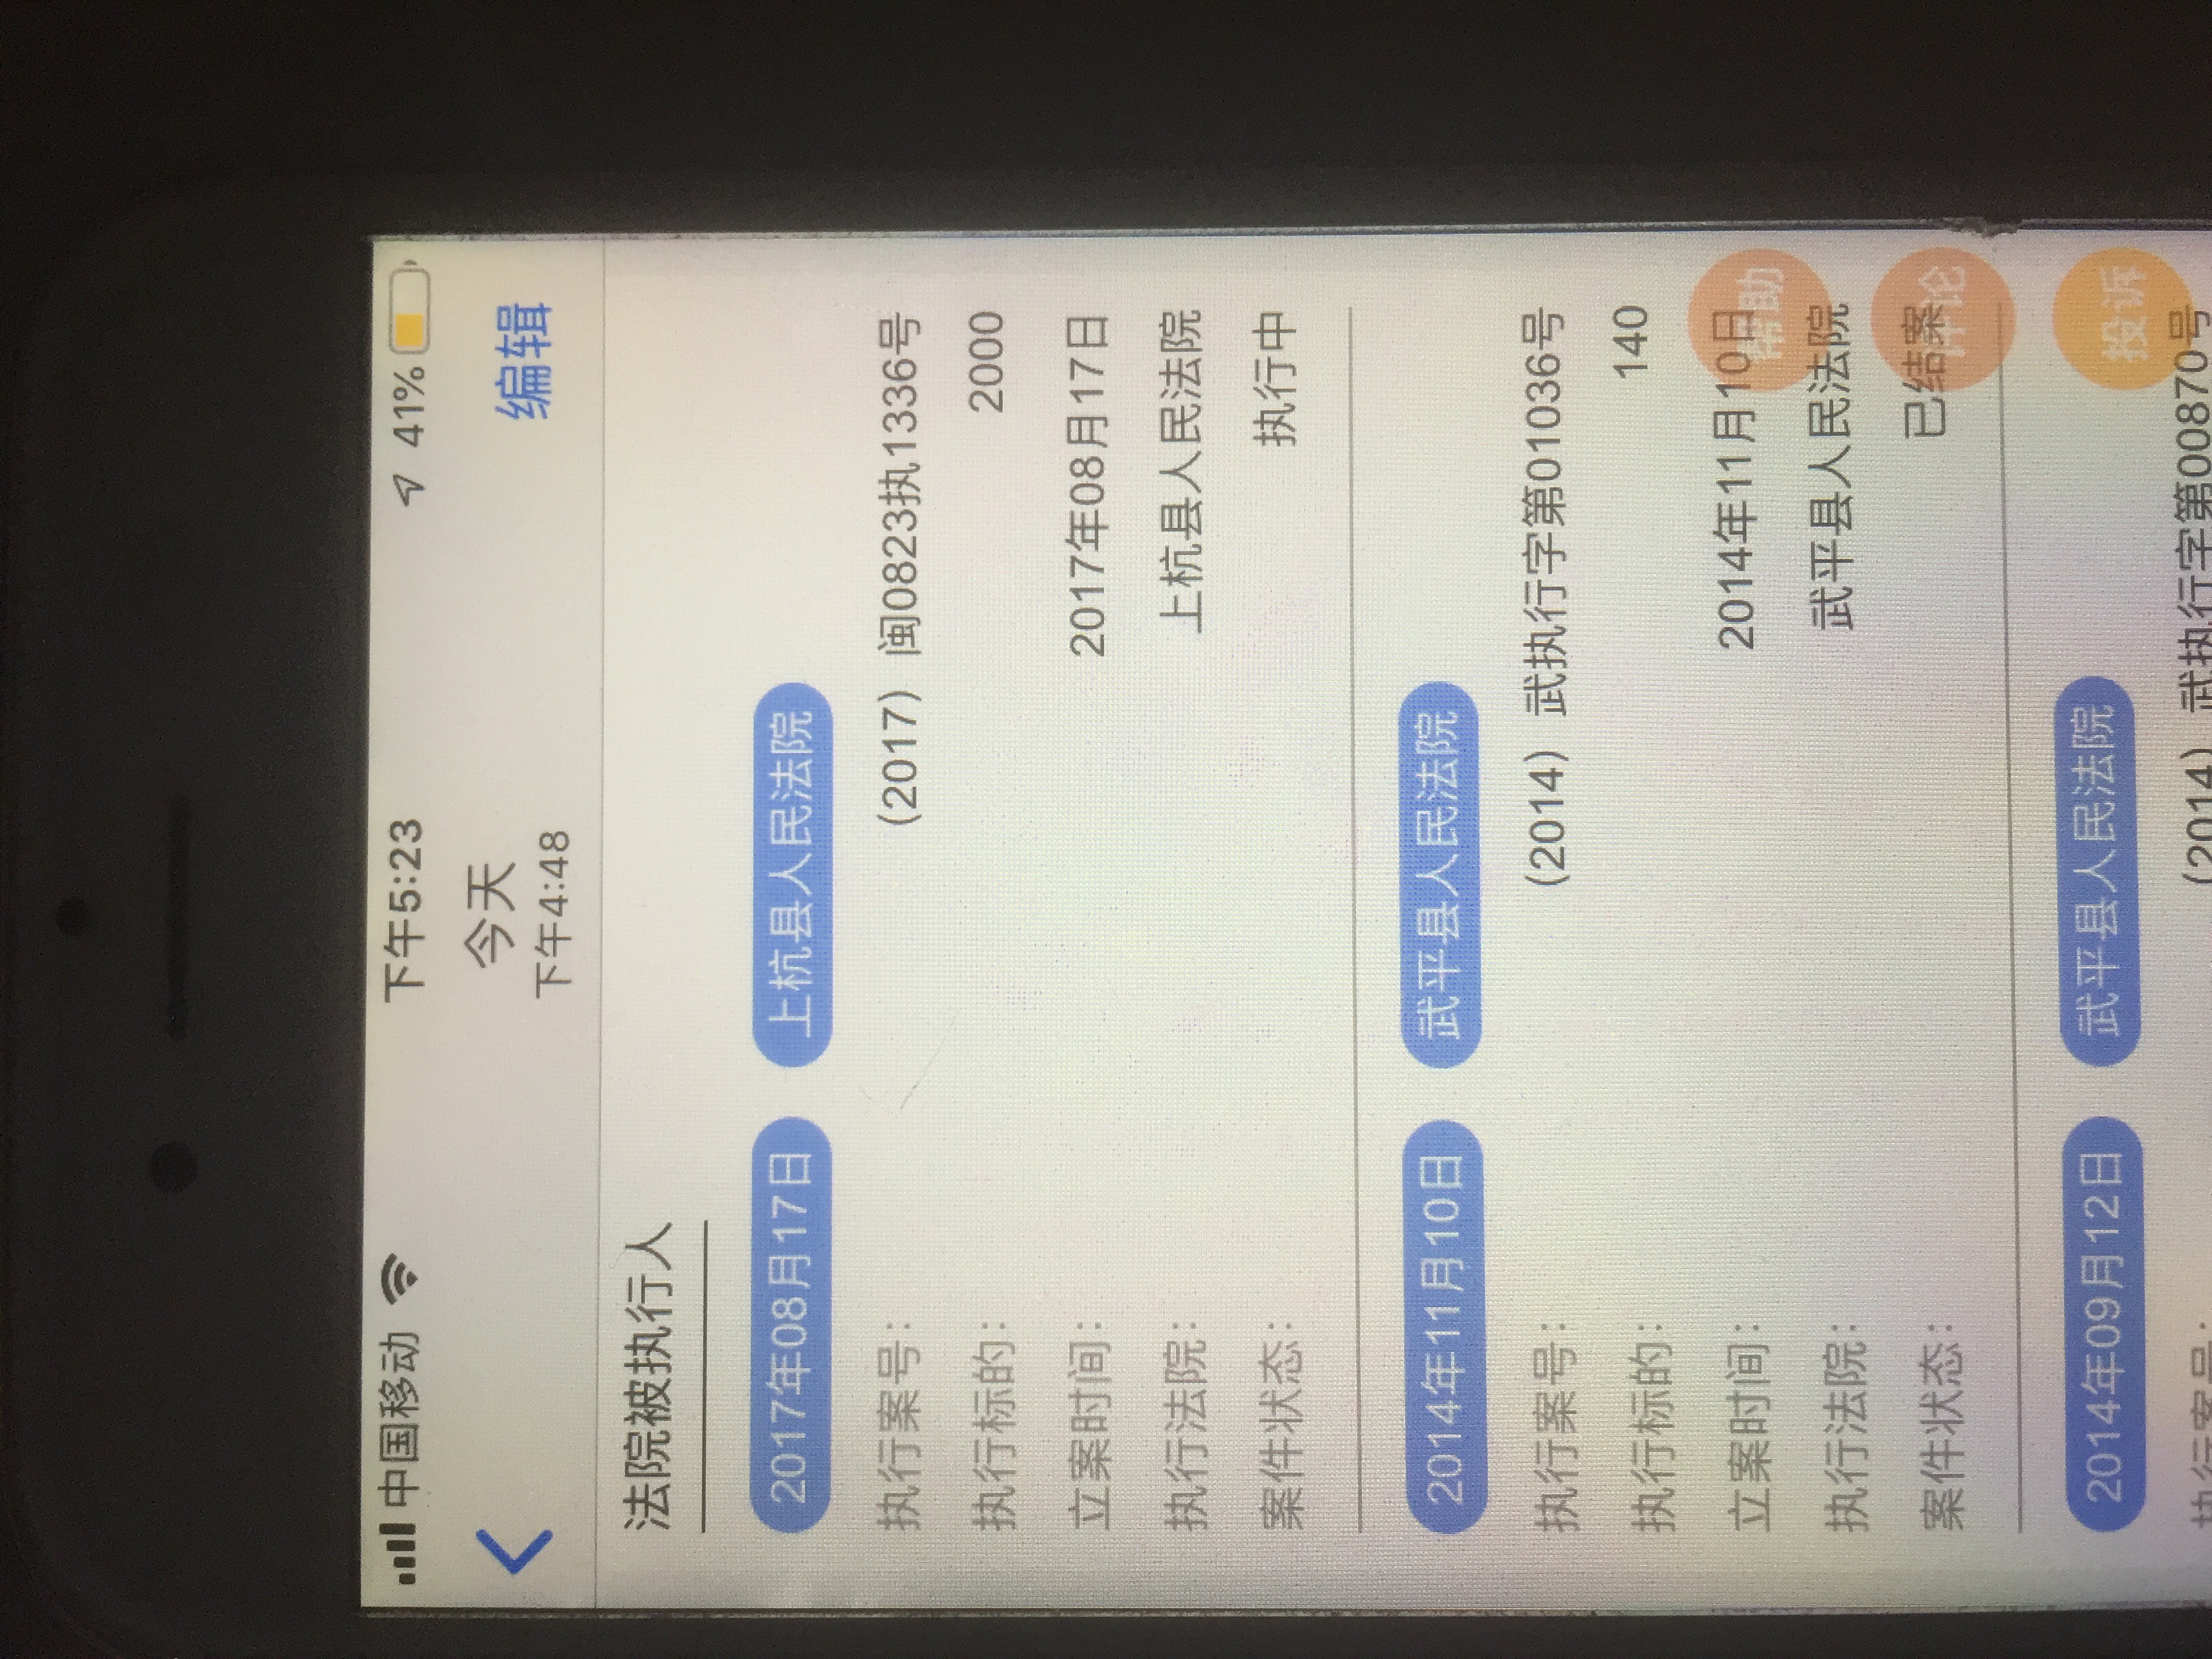 中国移动 下午5:23 41%
今天
下午4:48
编辑
法院被执行人
2017年08月17日 上杭县人民法院
执行案号: （2017）闽0823执1336号
执行标的: 2000
立案时间: 2017年08月17日
执行法院: 上杭县人民法院
案件状态: 执行中
2014年11月10日 武平县人民法院
执行案号: （2014）武执行字第01036号
执行标的: 140
立案时间: 2014年11月10日
帮助
执行法院: 武平县人民法院
案件状态: 已结案
评论
2014年09月12日 武平县人民法院
投诉
执行案号: （2014）武执行字第00870号